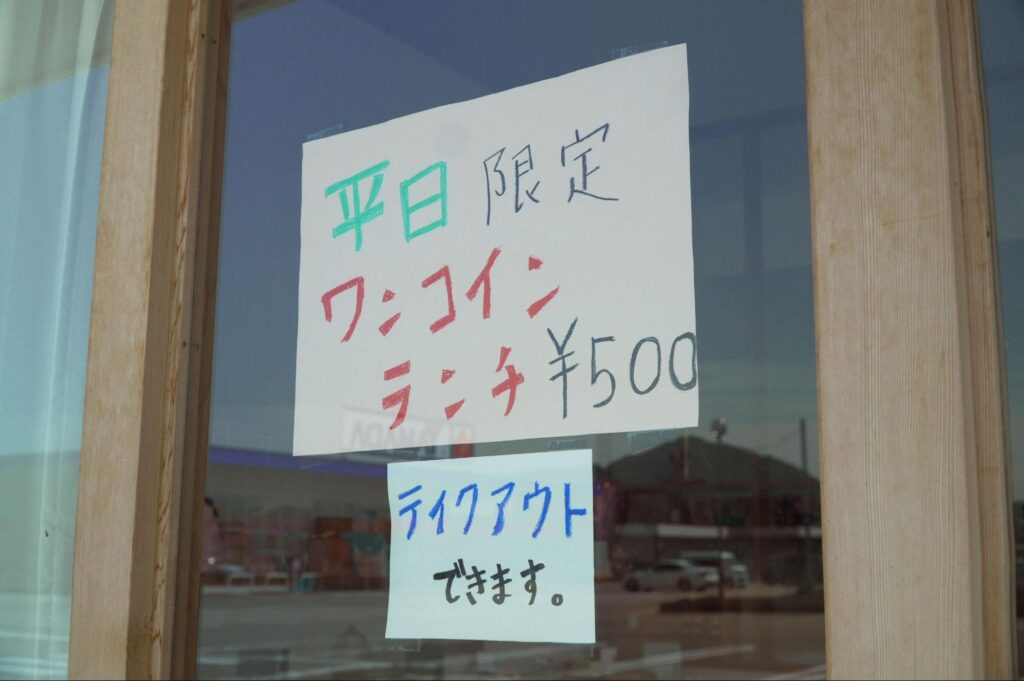 平日 限定
ワンコイン
ランチ ¥500
ティクアウト
できます。